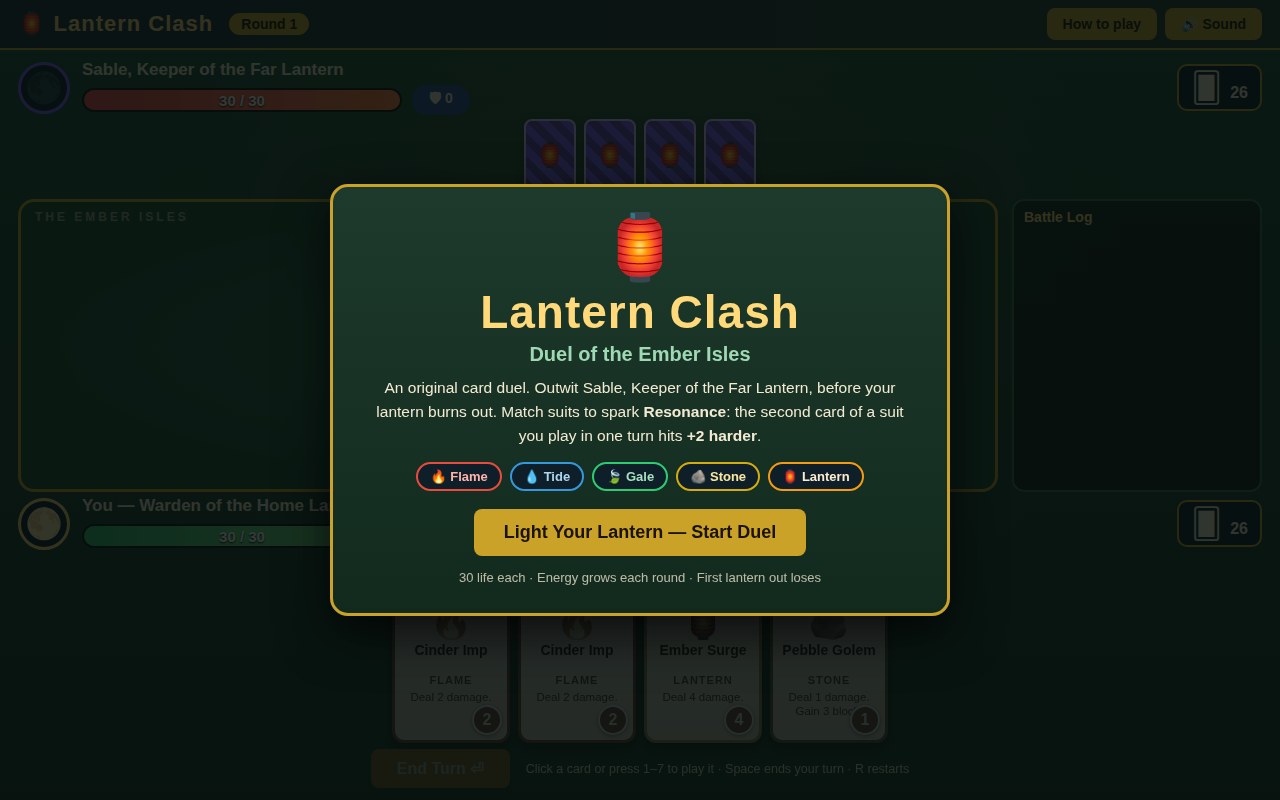 Lantern Clash
Round 1
How to play
Sound
Sable, Keeper of the Far Lantern
30 / 30
0
26
THE EMBER ISLES
Battle Log
Lantern Clash
Duel of the Ember Isles
An original card duel. Outwit Sable, Keeper of the Far Lantern, before your
lantern burns out. Match suits to spark Resonance: the second card of a suit
you play in one turn hits +2 harder.
Flame
Tide
Gale
Stone
Lantern
Light Your Lantern — Start Duel
30 life each · Energy grows each round · First lantern out loses
You — Warden of the Home
30 / 30
26
Cinder Imp
FLAME
Deal 2 damage.
2
Cinder Imp
FLAME
Deal 2 damage.
2
Ember Surge
LANTERN
Deal 4 damage.
4
Pebble Golem
STONE
Deal 1 damage.
Gain 3
1
End Turn ⏎
Click a card or press 1–7 to play it · Space ends your turn · R restarts